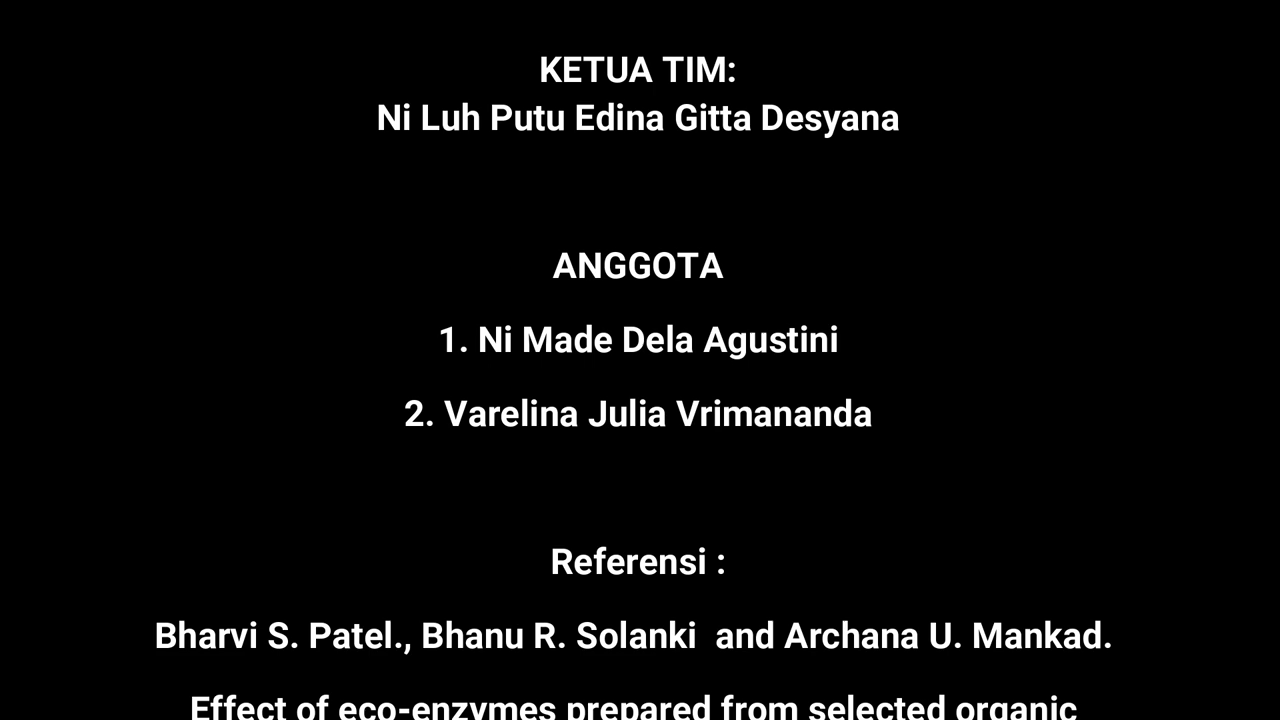 KETUA TIM:
Ni Luh Putu Edina Gitta Desyana
ANGGOTA
1. Ni Made Dela Agustini
2. Varelina Julia Vrimananda
Referensi :
Bharvi S. Patel., Bhanu R. Solanki  and Archana U. Mankad.
Effect of eco-enzymes prepared from selected organic